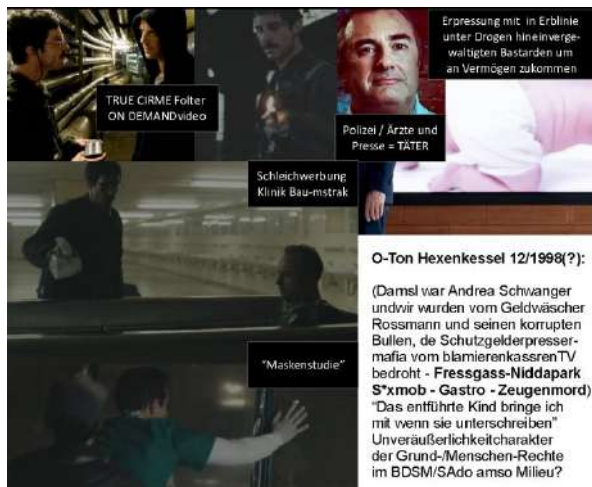 Erpressung mit in Erblinie
unter Drogen hineinverge-
waltigten Bastarden um
an Vermögen zukommen
TRUE CIRME Folter
ON DEMANDvideo
Polizei / Ärzte und
Presse = TÄTER
Schleichwerbung
Klinik Bau-mstrak
"Maskenstudie"
O-Ton Hexenkessel 12/1998(?):
(Damsl war Andrea Schwanger
undwir wurden vom Geldwäscher
Rossmann und seinen korrupten
Bullen, de Schutzgelderpresser-
mafia vom blamierenkassrenTV
bedroht - Fressgass-Niddapark
S*xmob - Gastro - Zeugenmord)
"Das entführte Kind bringe ich
mit wenn sie unterschreiben"
Unveräußerlichkeitcharakter
der Grund-/Menschen-Rechte
im BDSM/SAdo amso Milieu?